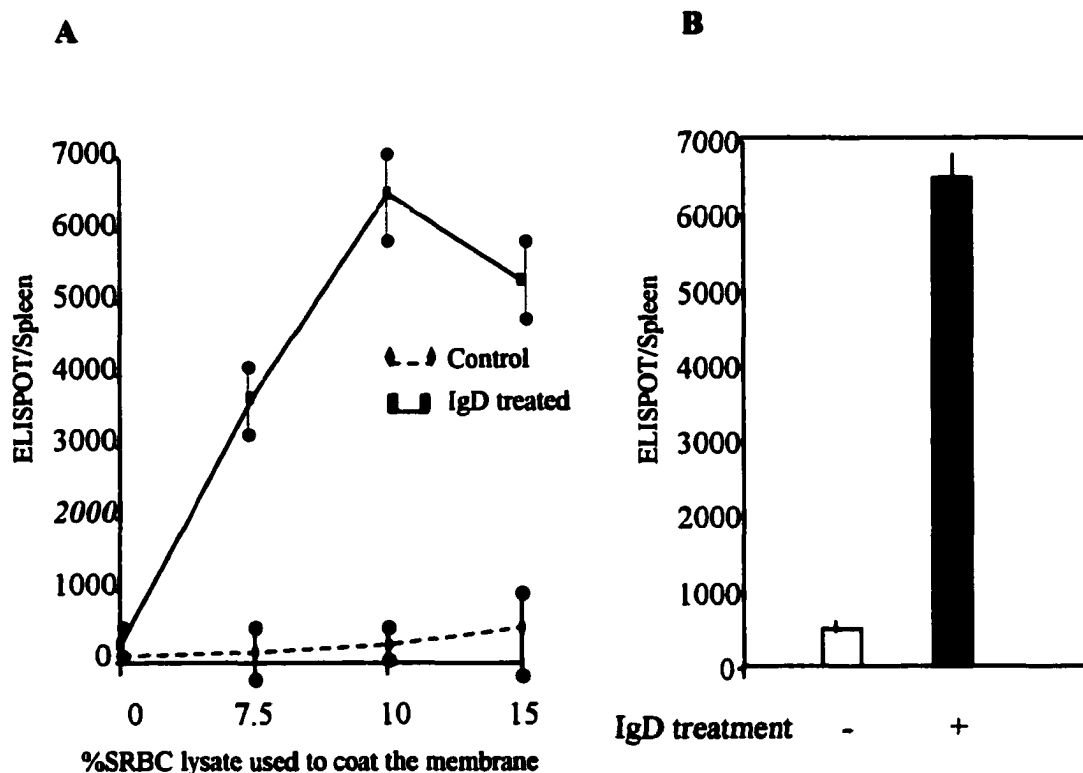 A
7000
6000
5000
4000
3000
2000
1000
0
ELISPOT/Spleen
Control
IgD treated
0 7.5 10 15
%SRBC lysate used to coat the membrane
B
7000
6000
5000
4000
3000
2000
1000
0
ELISPOT/Spleen
IgD treatment - +